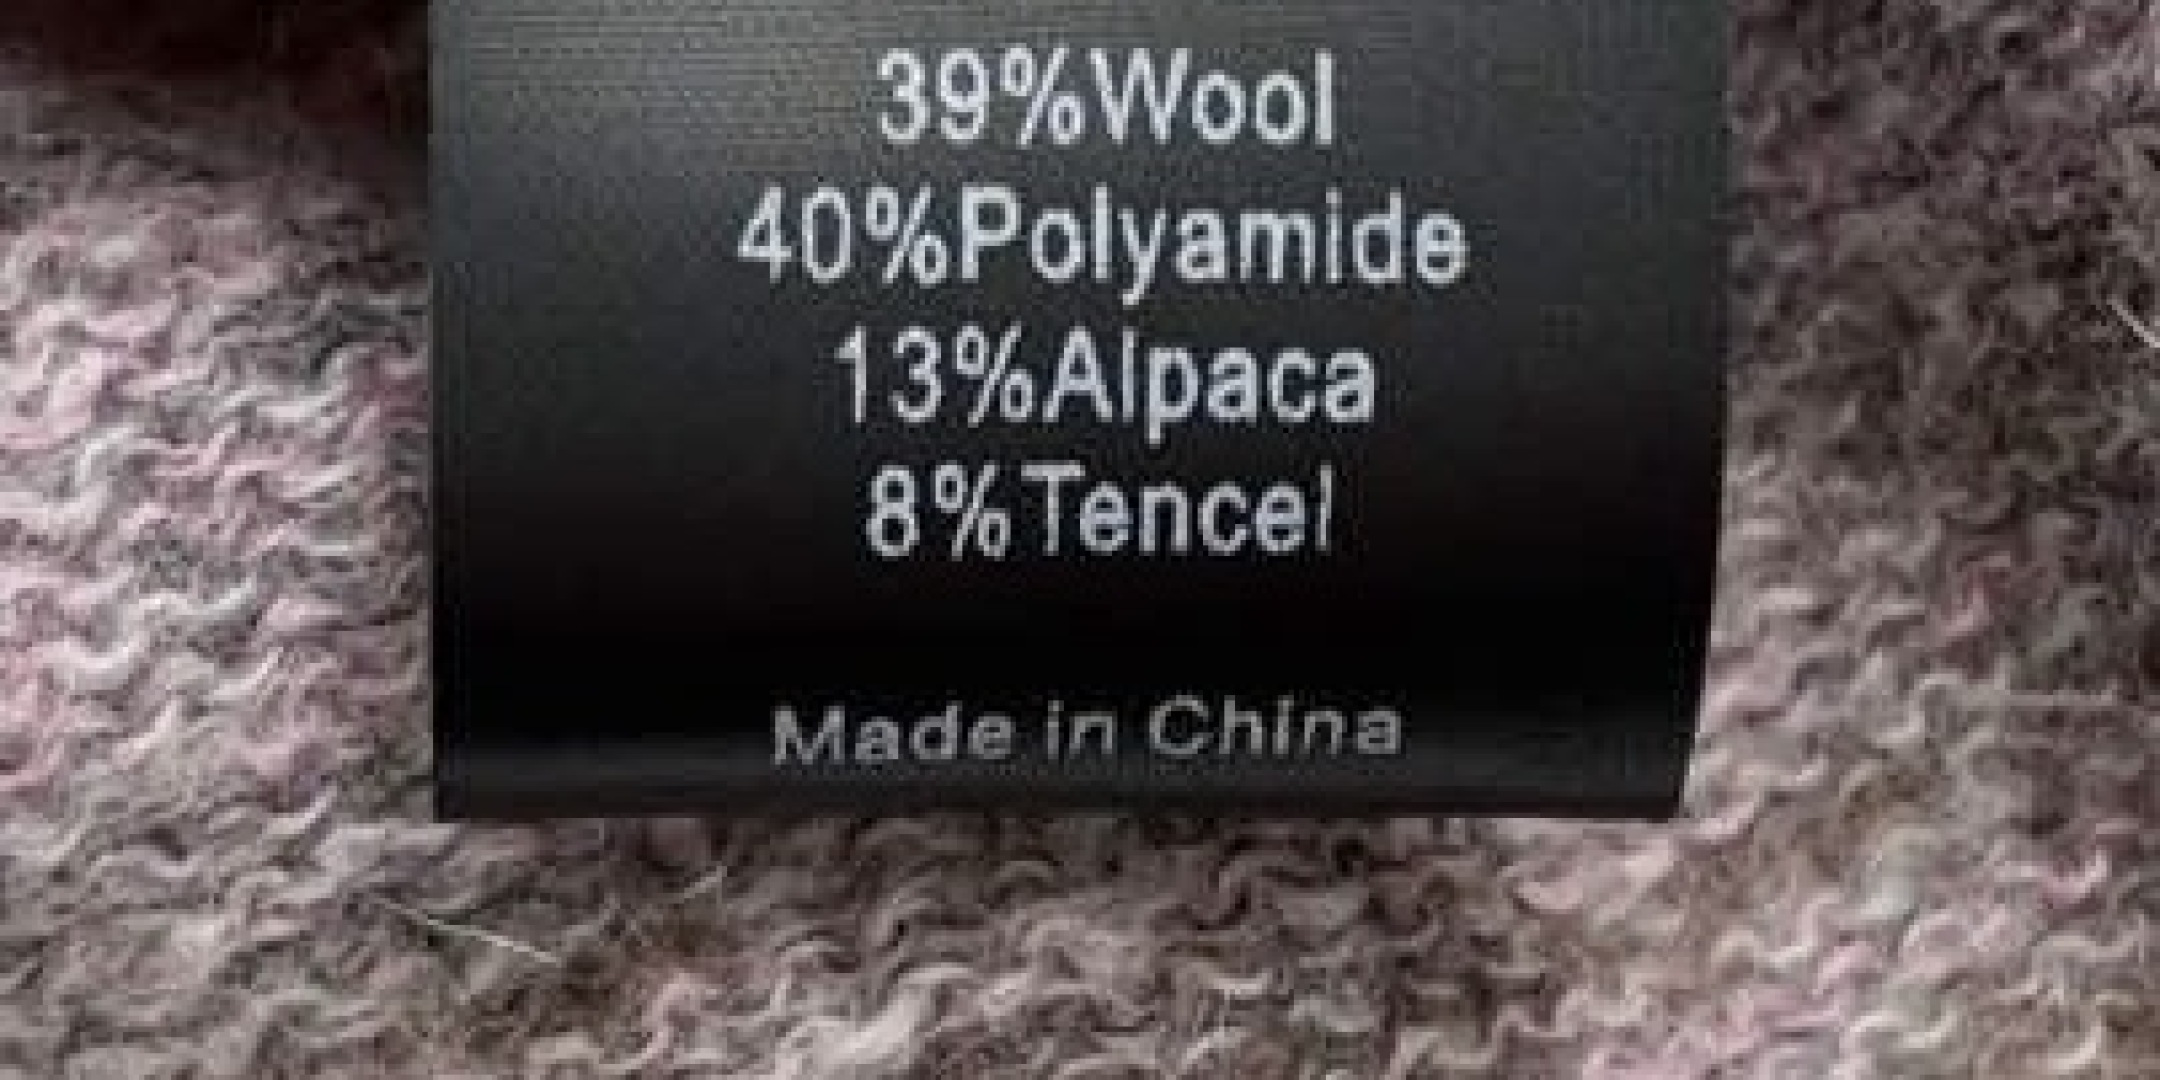 39%Wool
40%Polyamide
13%Alpaca
8%Tencel
Made in China